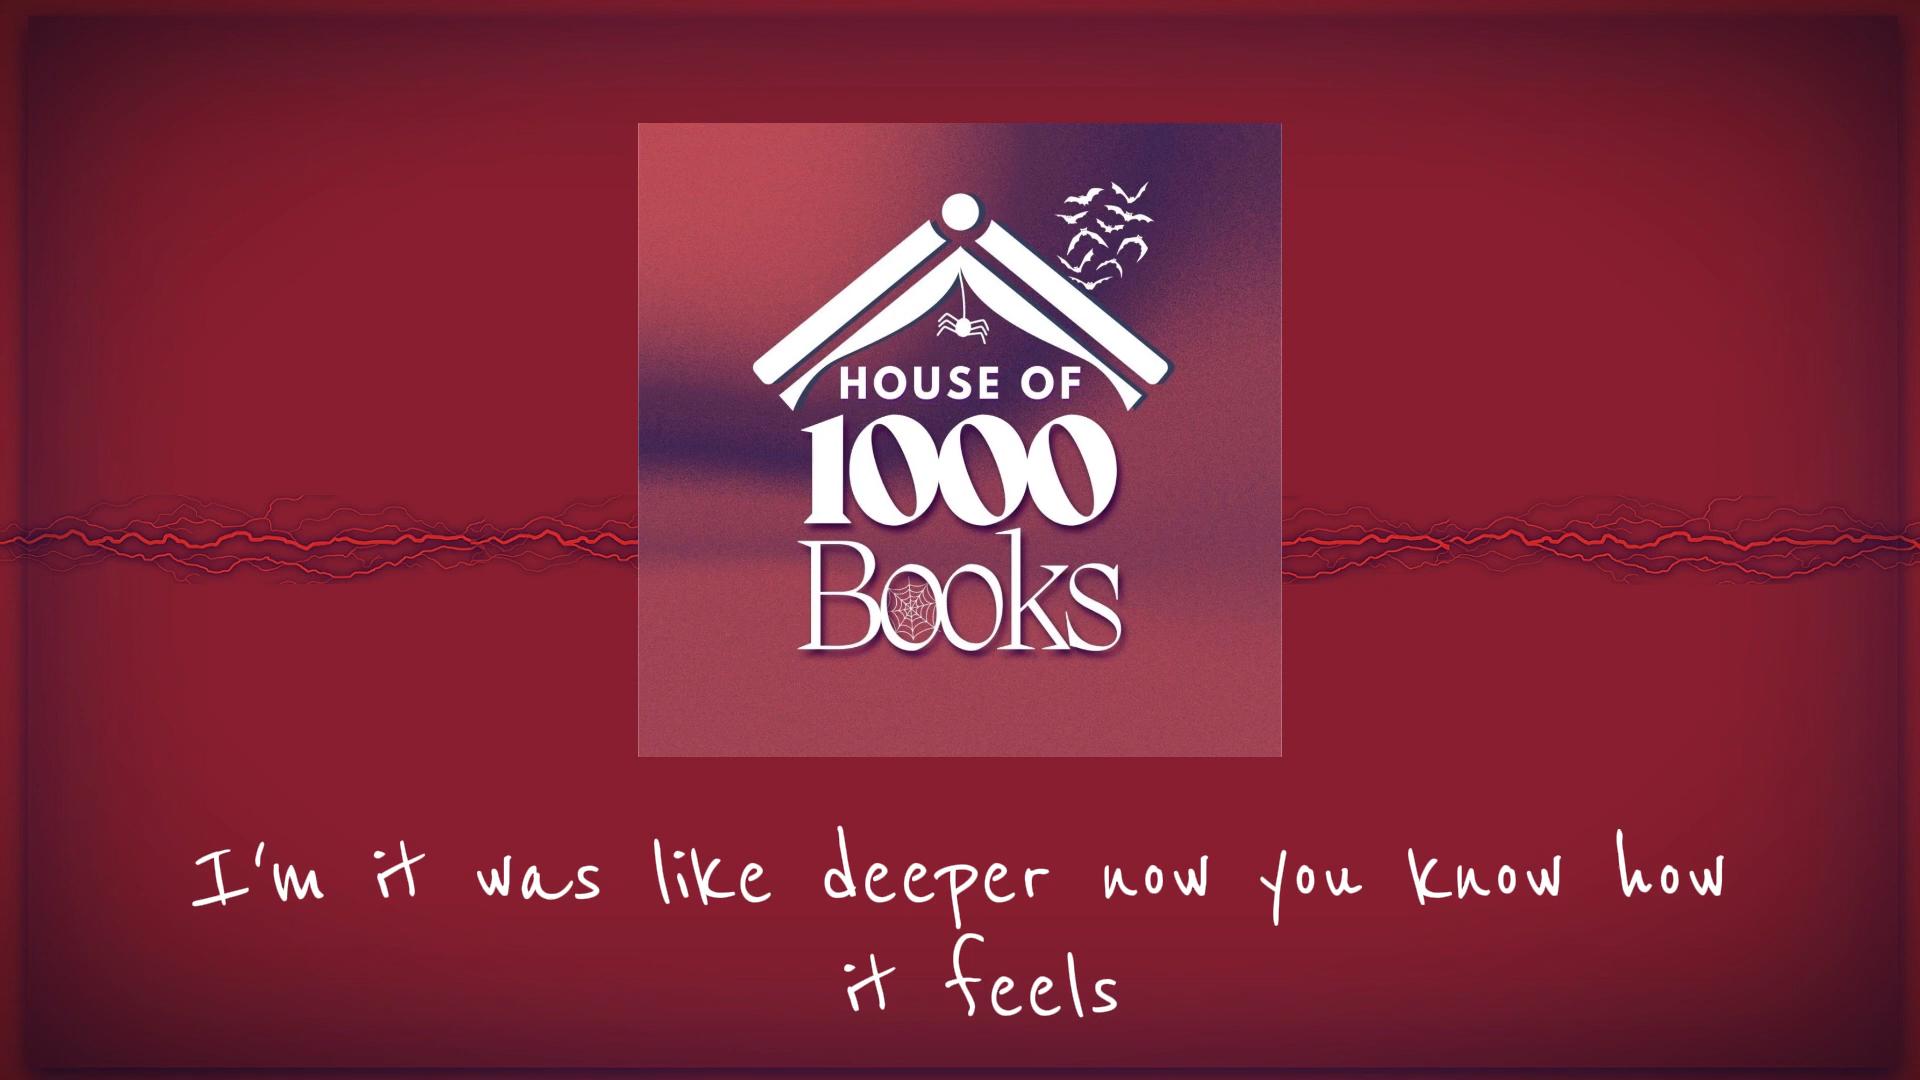 HOUSE OF
1000
Books
I'm it was like deeper now you know how
it feels